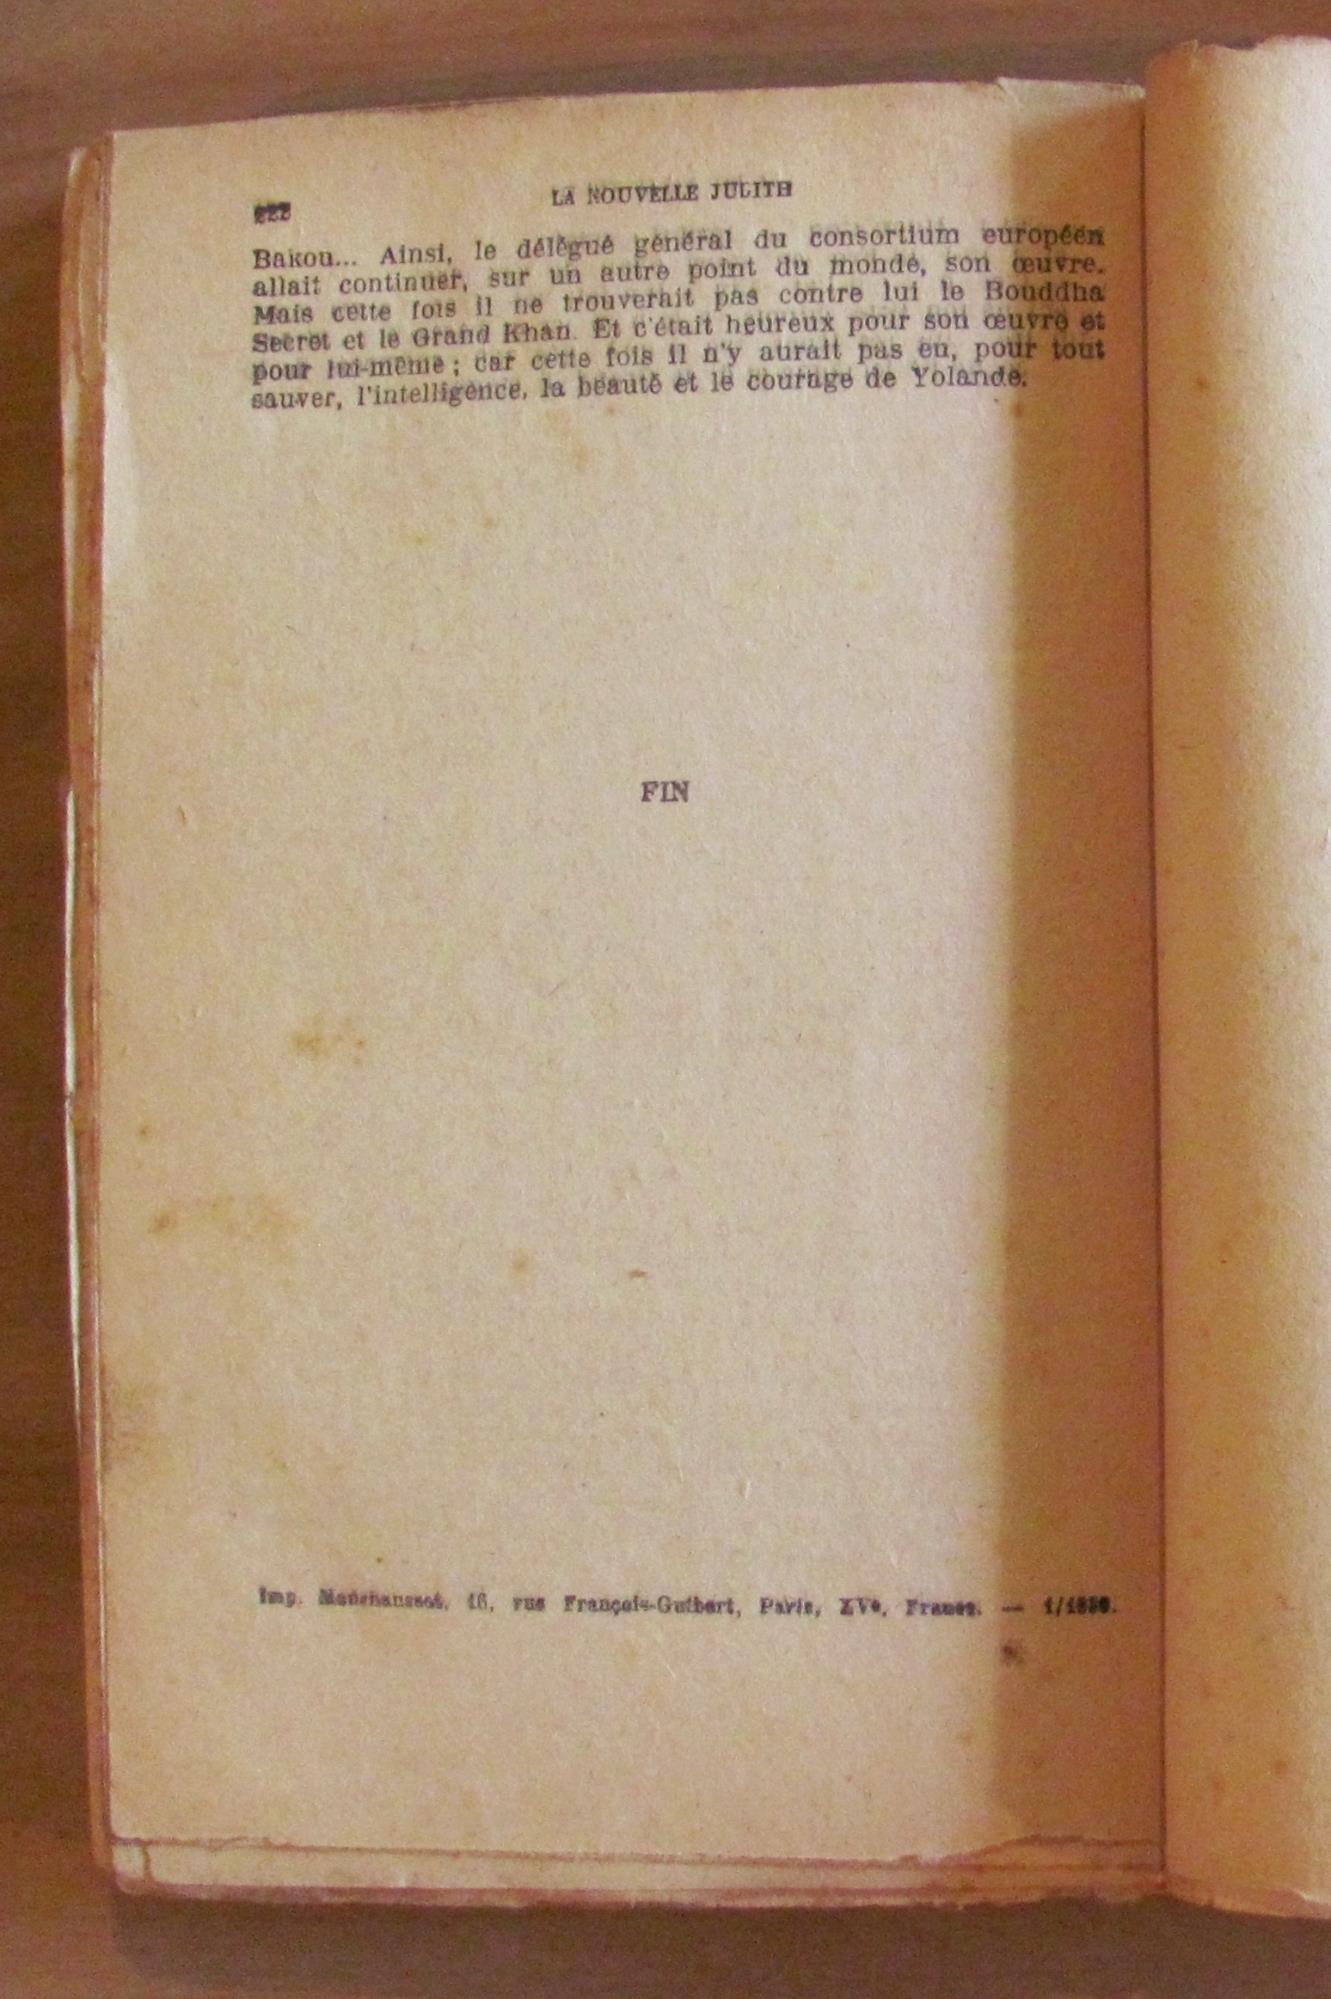 222
LA NOUVELLE JUDITH
Bakou... Ainsi, le délégué général du consortium européen
allait continuer, sur un autre point du monde, son œuvre.
Mais cette fois il ne trouverait pas contre lui le Bouddha
Secret et le Grand Khan. Et c'était heureux pour son œuvre et
pour lui-même ; car cette fois il n'y aurait pas eu, pour tout
sauver, l'intelligence, la beauté et le courage de Yolande.
FIN
Imp. 16, rue François-Guibert, Paris, XVe, France. —